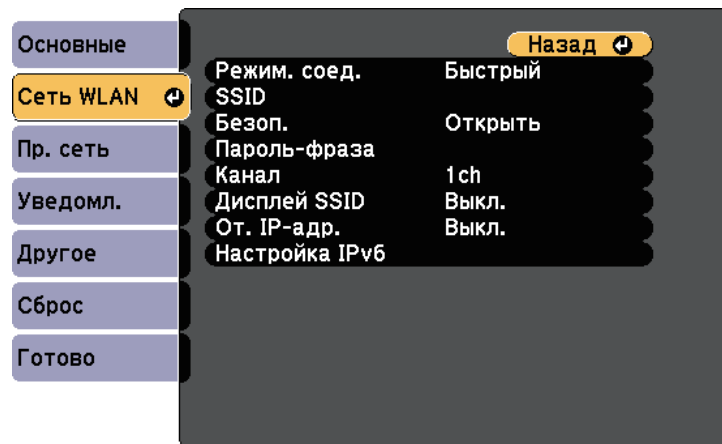 Основные
Сеть WLAN
Пр. сеть
Уведомл.
Другое
Сброс
Готово
Назад
Режим. соед. Быстрый
SSID
Безоп. Открыть
Пароль-фраза
Канал 1ch
Дисплей SSID Выкл.
От. IP-адр. Выкл.
Настройка IPv6